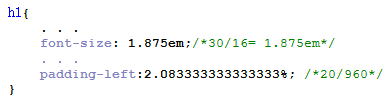 h1{
. . .
font-size: 1.875em;/*30/16= 1.875em*/
. . .
padding-left:2.083333333333333%; /*20/960*/
}